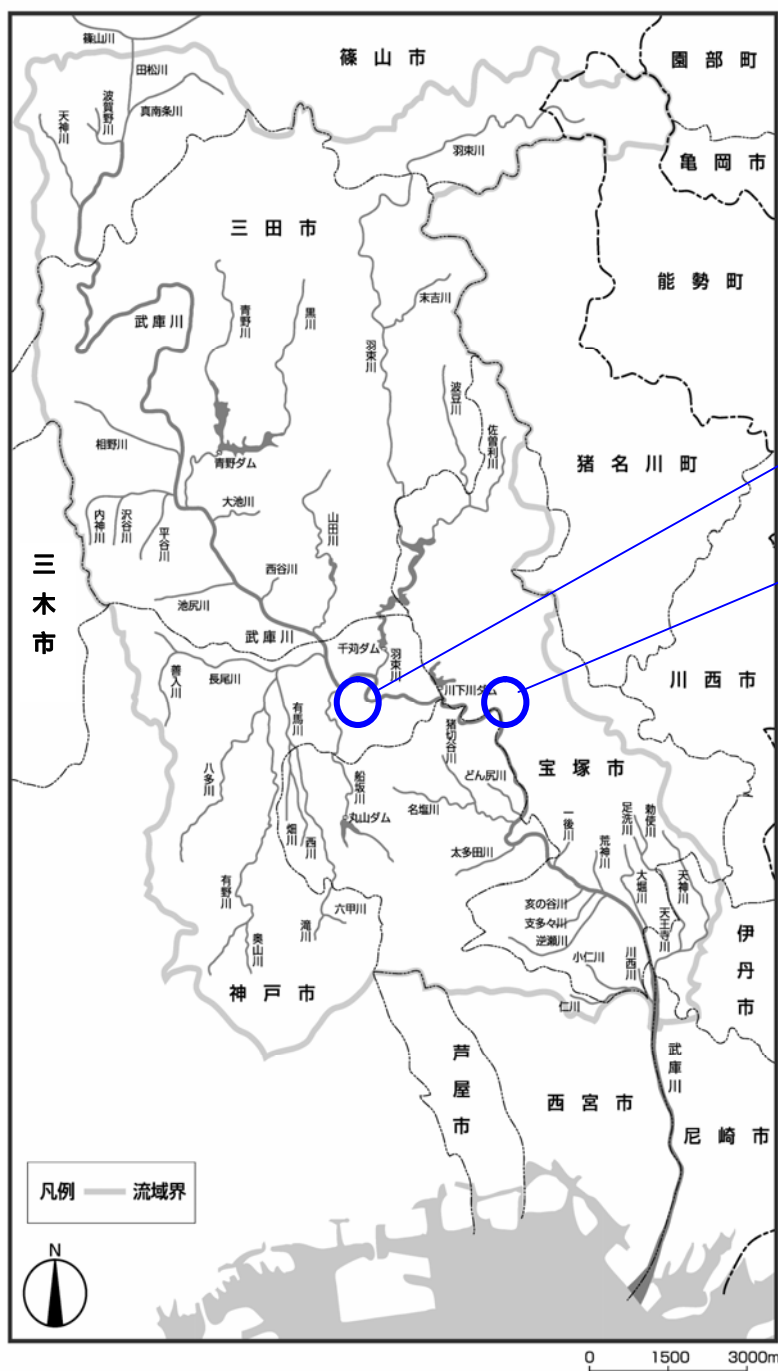 篠山川
田松川
篠山市
園部町
波賀野川
天神川
真南条川
羽束川
亀岡市
三田市
能勢町
末吉川
武庫川
青野川
黒川
羽束川
波豆川
佐曽利川
相野川
青野ダム
猪名川町
大池川
内神川
沢谷川
平谷川
山田川
三木市
西谷川
池尻川
武庫川
千苅ダム
羽束川
善入川
長尾川
川下川ダム
川西市
有馬川
猪切谷川
宝塚市
八多川
船坂川
どん尻川
名塩川
丸山ダム
畑川
西川
一後川
荒神川
足洗川
勅使川
太多田川
大堀川
天神川
有野川
六甲川
滝川
亥の谷川
支多々川
逆瀬川
天王寺川
奥山川
小仁川
川西川
伊丹市
神戸市
仁川
武庫川
芦屋市
西宮市
尼崎市
凡例
流域界
N
0 1500 3000m